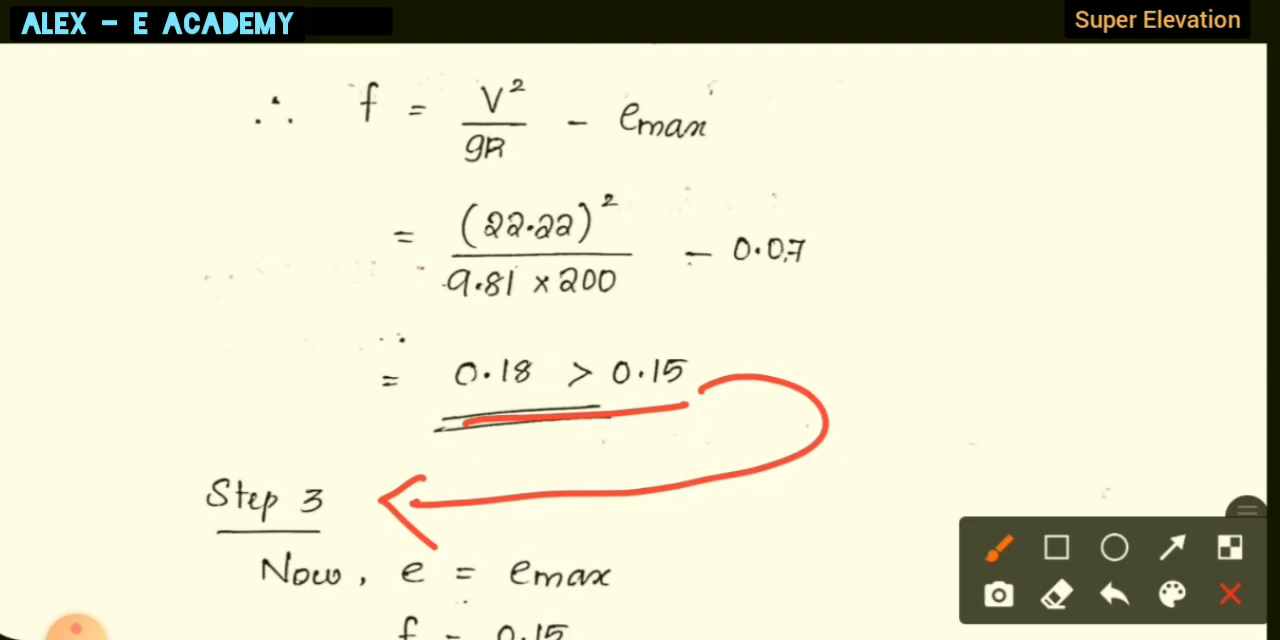 ALEX - E ACADEMY
Super Elevation
∴ f = V² / gR - emax
= (22.22)² / 9.81 × 200 - 0.07
= 0.18 > 0.15
Step 3
Now, e = emax
f = 0.15